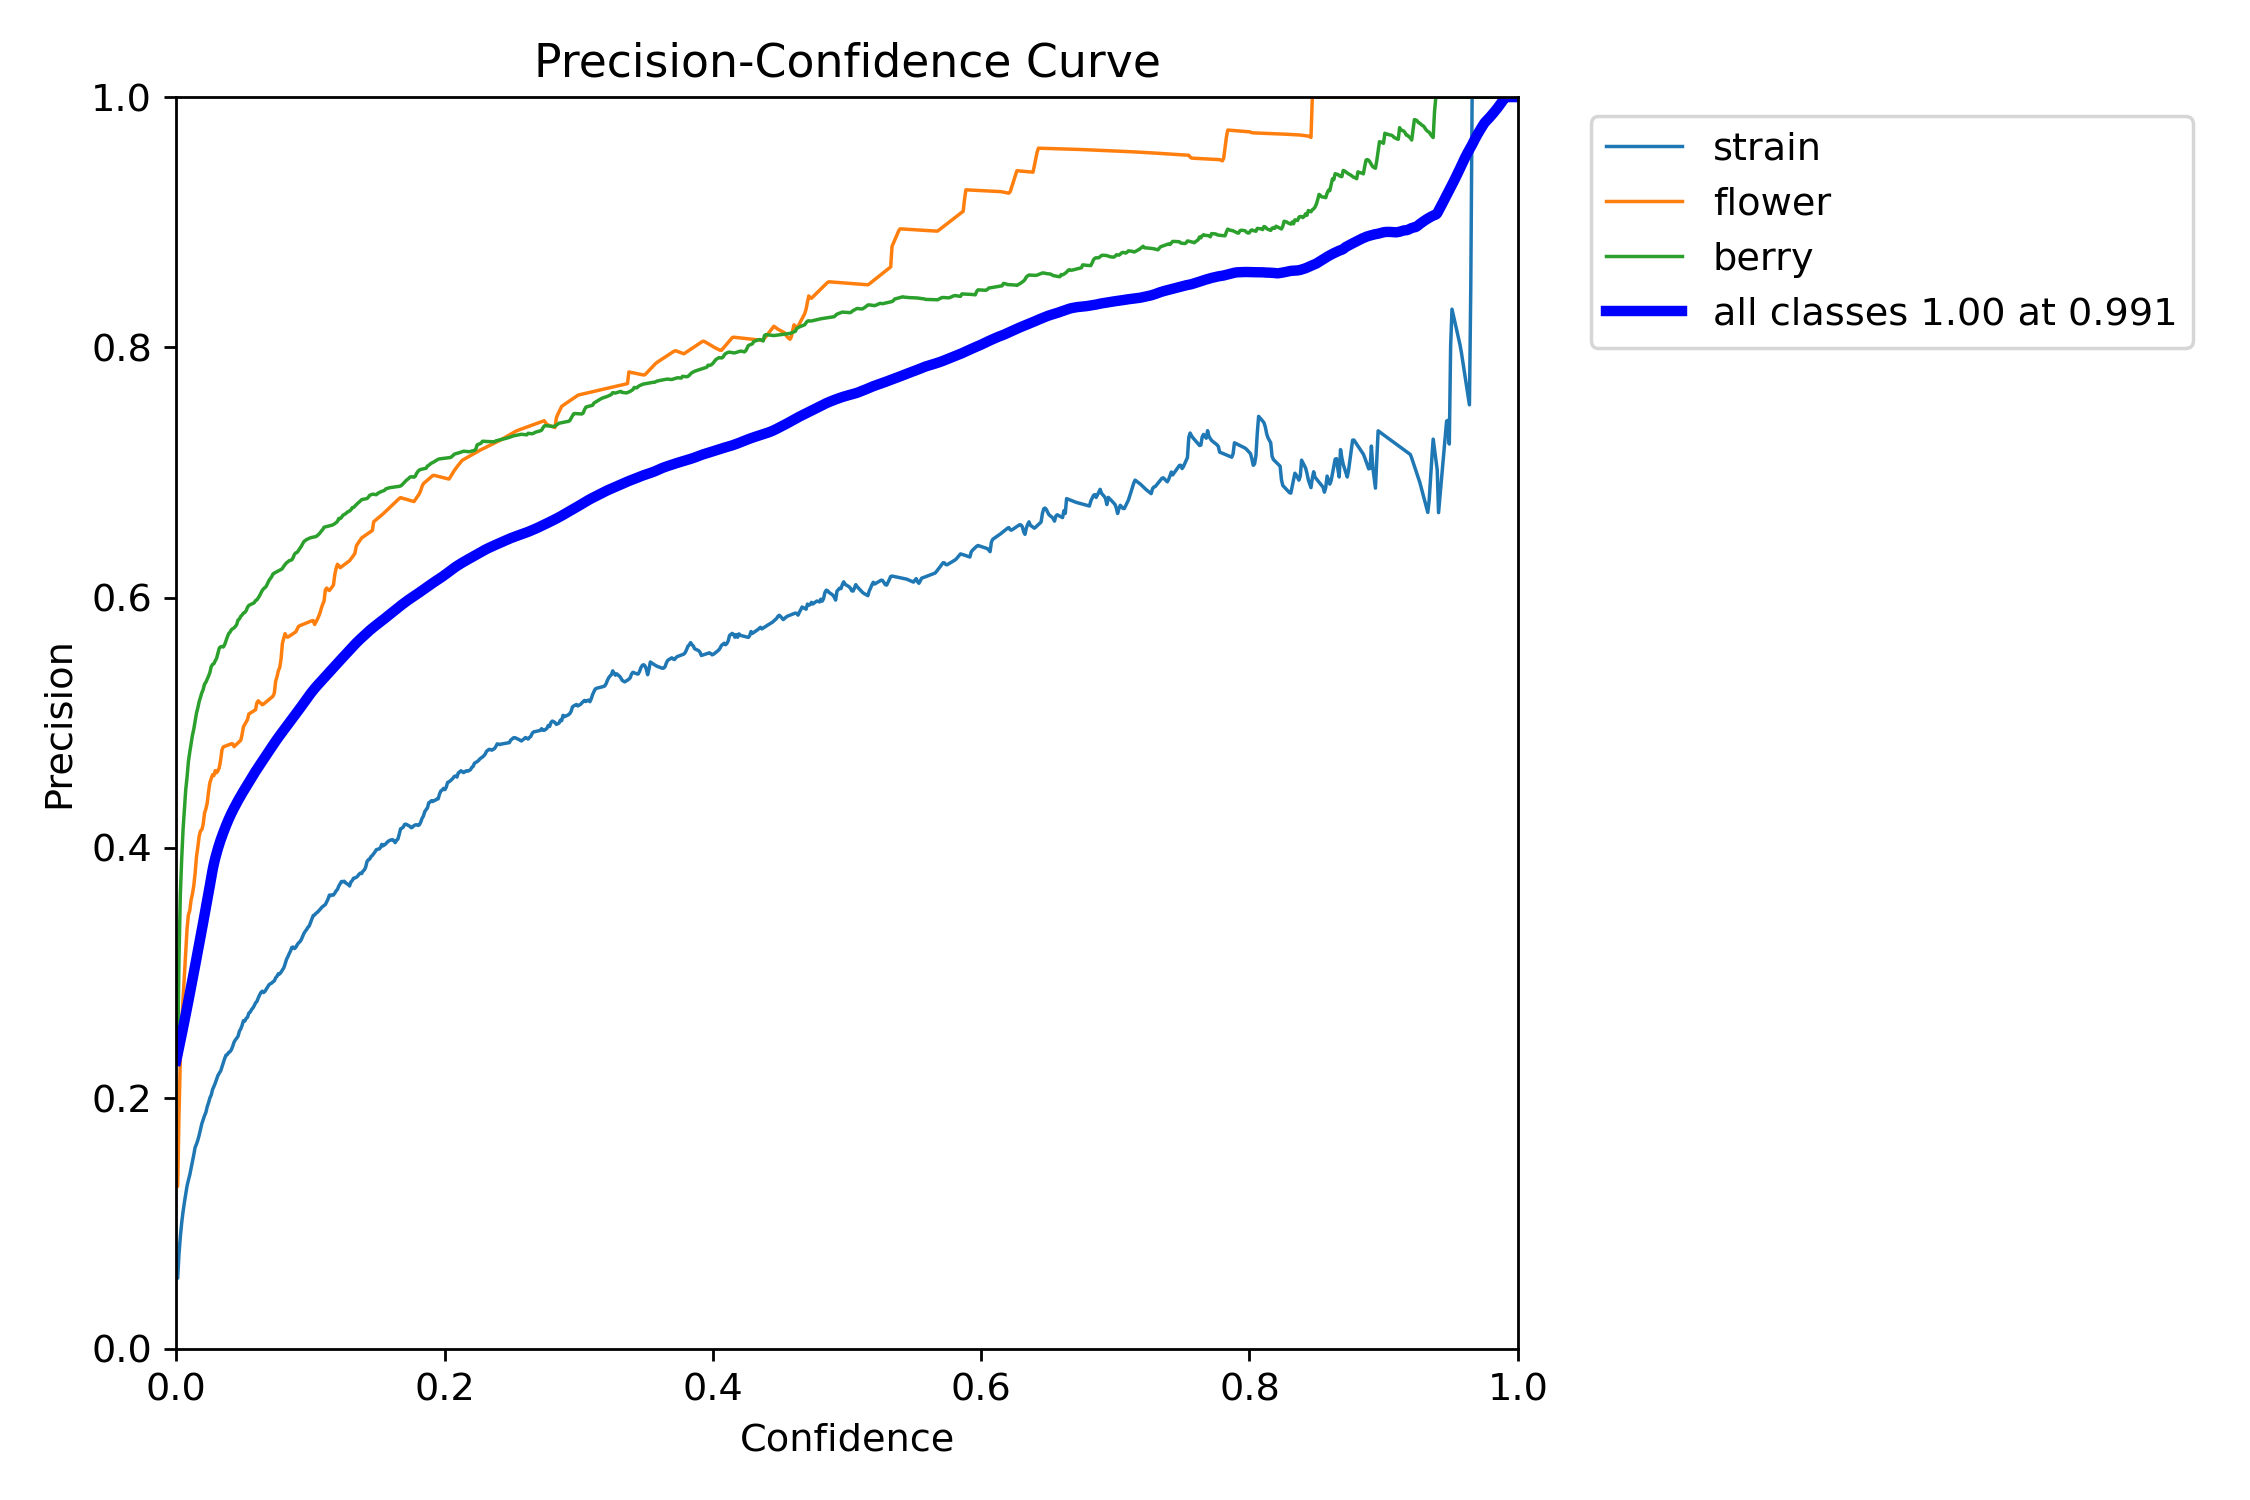 Precision-Confidence Curve
1.0
0.8
0.6
0.4
0.2
0.0
Precision
0.0 0.2 0.4 0.6 0.8 1.0
Confidence
strain
flower
berry
all classes 1.00 at 0.991